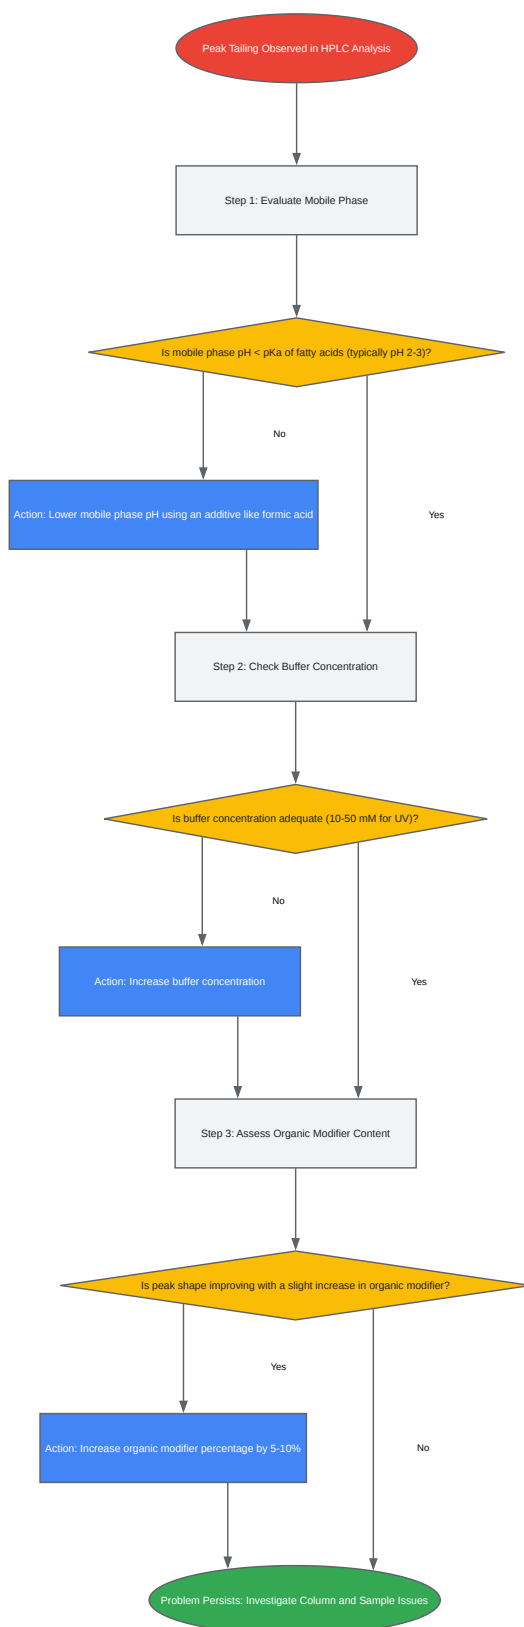 Peak Tailing Observed in HPLC Analysis
Step 1: Evaluate Mobile Phase
Is mobile phase pH < pKa of fatty acids (typically pH 2-3)?
No
Action: Lower mobile phase pH using an additive like formic acid
Yes
Step 2: Check Buffer Concentration
Is buffer concentration adequate (10-50 mM for UV)?
No
Action: Increase buffer concentration
Yes
Step 3: Assess Organic Modifier Content
Is peak shape improving with a slight increase in organic modifier?
Yes
Action: Increase organic modifier percentage by 5-10%
No
Problem Persists: Investigate Column and Sample Issues